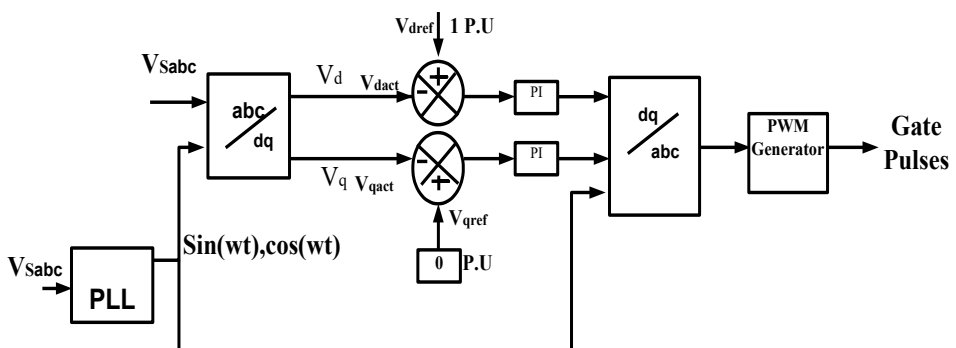 Vdref 1 P.U
VSabc
Vd Vdact
abc
dq
PI
dq
abc
PWM
Generator
Gate
Pulses
PI
Vq Vqact
Vqref
Sin(wt),cos(wt)
VSabc
PLL
0 P.U
+
-
-
+